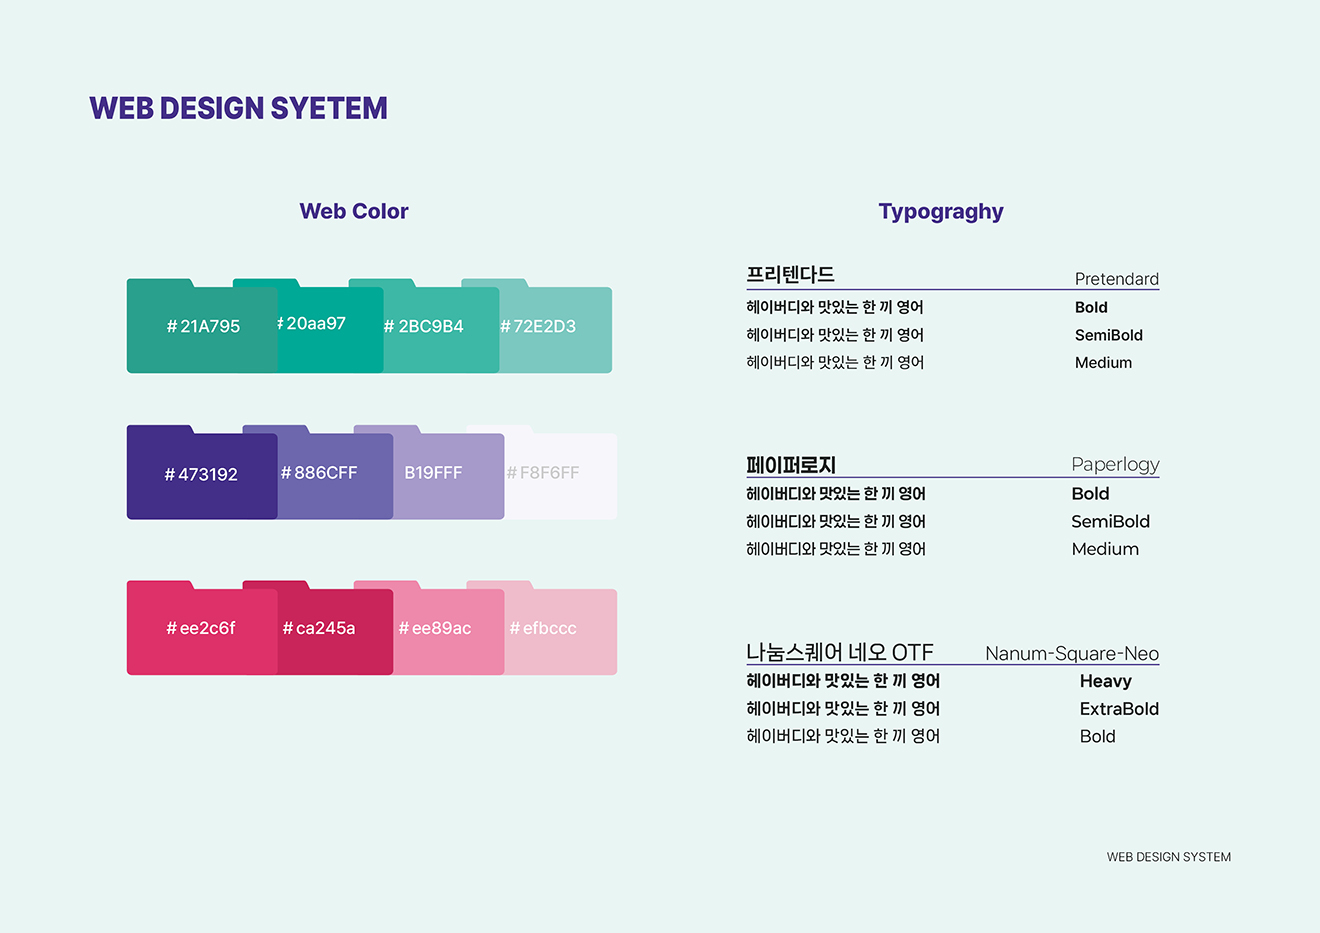 WEB DESIGN SYETEM
Web Color
#21A795
#20aa97
# 2BC9B4
#72E2D3
#473192
#886CFF
B19FFF
#F8F6FF
#ee2c6f
#ca245a
#ee89ac
#efbccc
Typograghy
프리텐다드 Pretendard
헤이버디와 맛있는 한 끼 영어 Bold
헤이버디와 맛있는 한 끼 영어 SemiBold
헤이버디와 맛있는 한 끼 영어 Medium
페이퍼로지 Paperlogy
헤이버디와 맛있는 한 끼 영어 Bold
헤이버디와 맛있는 한 끼 영어 SemiBold
헤이버디와 맛있는 한 끼 영어 Medium
나눔스퀘어 네오 OTF Nanum-Square-Neo
헤이버디와 맛있는 한 끼 영어 Heavy
헤이버디와 맛있는 한 끼 영어 ExtraBold
헤이버디와 맛있는 한 끼 영어 Bold
WEB DESIGN SYSTEM